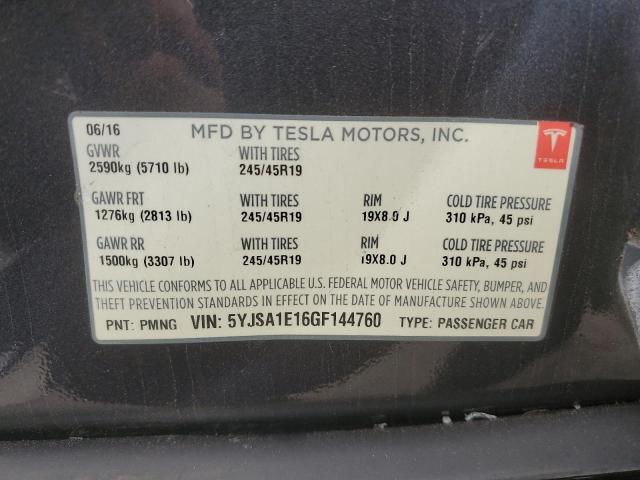 06/16 MFD BY TESLA MOTORS, INC.
TESLA
GVWR WITH TIRES
2590kg (5710 lb) 245/45R19
GAWR FRT WITH TIRES RIM COLD TIRE PRESSURE
1276kg (2813 lb) 245/45R19 19X8.0 J 310 kPa, 45 psi
GAWR RR WITH TIRES RIM COLD TIRE PRESSURE
1500kg (3307 lb) 245/45R19 19X8.0 J 310 kPa, 45 psi
THIS VEHICLE CONFORMS TO ALL APPLICABLE U.S. FEDERAL MOTOR VEHICLE SAFETY, BUMPER, AND
THEFT PREVENTION STANDARDS IN EFFECT ON THE DATE OF MANUFACTURE SHOWN ABOVE.
PNT: PMNG VIN: 5YJSA1E16GF144760 TYPE: PASSENGER CAR